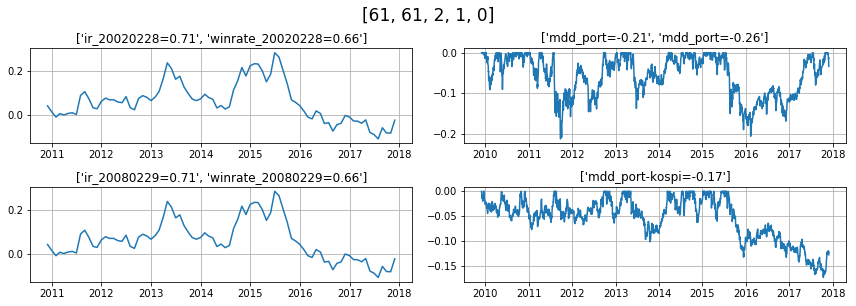 [61, 61, 2, 1, 0]
['ir_20020228=0.71', 'winrate_20020228=0.66']
0.2
0.0
2011 2012 2013 2014 2015 2016 2017 2018
['mdd_port=-0.21', 'mdd_port=-0.26']
0.0
−0.1
−0.2
2010 2011 2012 2013 2014 2015 2016 2017 2018
['ir_20080229=0.71', 'winrate_20080229=0.66']
0.2
0.0
2011 2012 2013 2014 2015 2016 2017 2018
['mdd_port-kospi=-0.17']
0.00
−0.05
−0.10
−0.15
2010 2011 2012 2013 2014 2015 2016 2017 2018